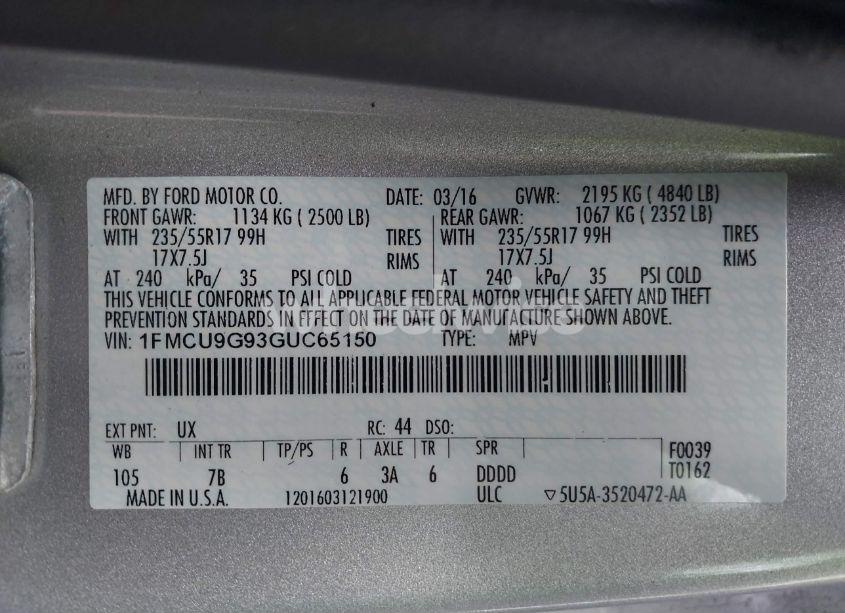 MFD. BY FORD MOTOR CO. DATE: 03/16 GVWR: 2195 KG ( 4840 LB)
FRONT GAWR: 1134 KG ( 2500 LB) REAR GAWR: 1067 KG ( 2352 LB)
WITH 235/55R17 99H TIRES WITH 235/55R17 99H TIRES
17X7.5J RIMS 17X7.5J RIMS
AT 240 kPa/ 35 PSI COLD AT 240 kPa/ 35 PSI COLD
THIS VEHICLE CONFORMS TO ALL APPLICABLE FEDERAL MOTOR VEHICLE SAFETY AND THEFT
PREVENTION STANDARDS IN EFFECT ON THE DATE OF MANUFACTURE SHOWN ABOVE.
VIN: 1FMCU9G93GUC65150 TYPE: MPV
EXT PNT: UX RC: 44 DSO:
WB INT TR TP/PS R AXLE TR SPR F0039
105 7B 6 3A 6 DDDD T0162
MADE IN U.S.A. 1201603121900 ULC ▽5U5A-3520472-AA